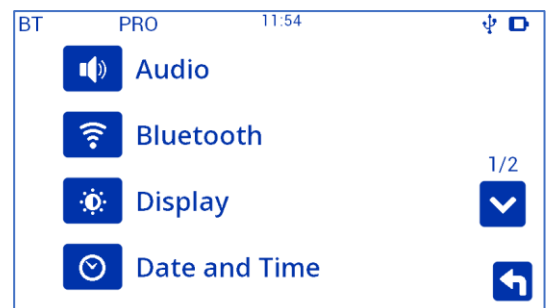 BT PRO 11:54
Audio
Bluetooth
1/2
Display
Date and Time